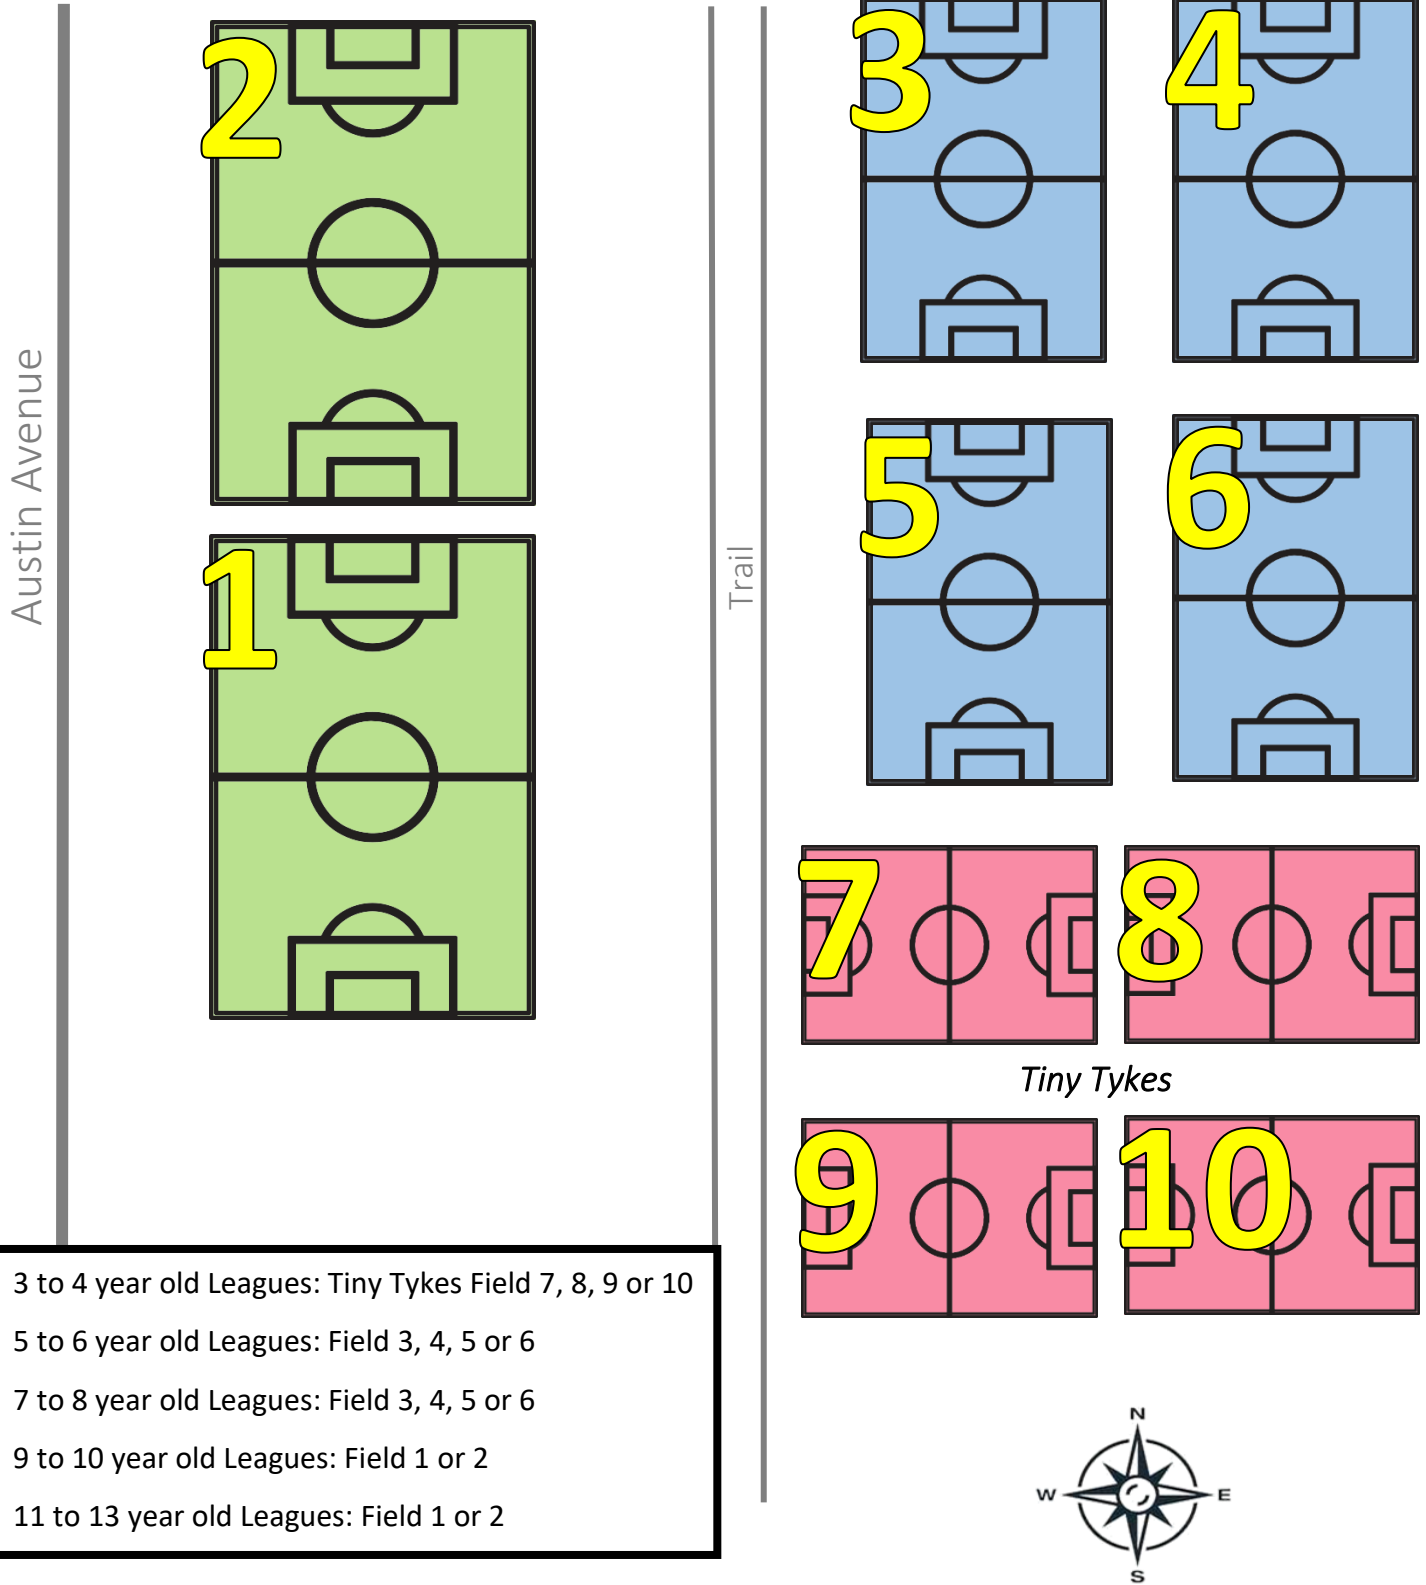 2
3
4
Austin Avenue
5
6
1
Trail
7
8
Tiny Tykes
9
10
3 to 4 year old Leagues: Tiny Tykes Field 7, 8, 9 or 10
5 to 6 year old Leagues: Field 3, 4, 5 or 6
7 to 8 year old Leagues: Field 3, 4, 5 or 6
9 to 10 year old Leagues: Field 1 or 2
11 to 13 year old Leagues: Field 1 or 2
N
W
E
S